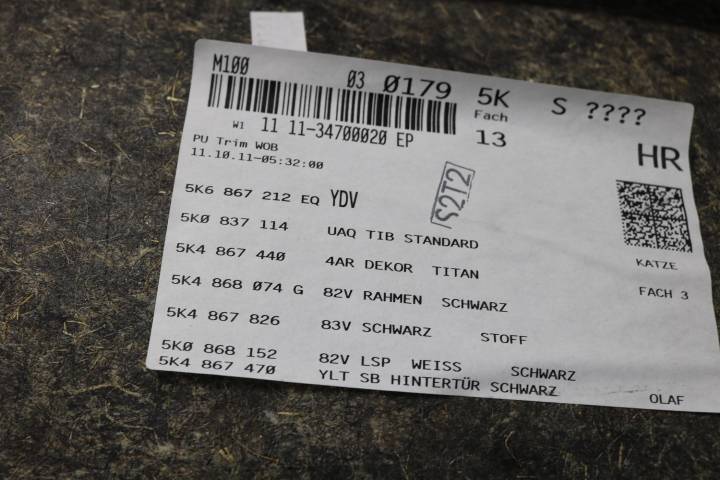 M100 03 0179 5K S ????
Fach
W1 11 11-34700020 EP 13
HR
PU Trim WOB
11.10.11-05:32:00
S2T2
5K6 867 212 EQ YDV
5K0 837 114 UAQ TIB STANDARD
KATZE
5K4 867 440 4AR DEKOR TITAN
FACH 3
5K4 868 074 G 82V RAHMEN SCHWARZ
5K4 867 826 83V SCHWARZ STOFF
5K0 868 152 82V LSP WEISS SCHWARZ
5K4 867 470 YLT SB HINTERTÜR SCHWARZ
OLAF